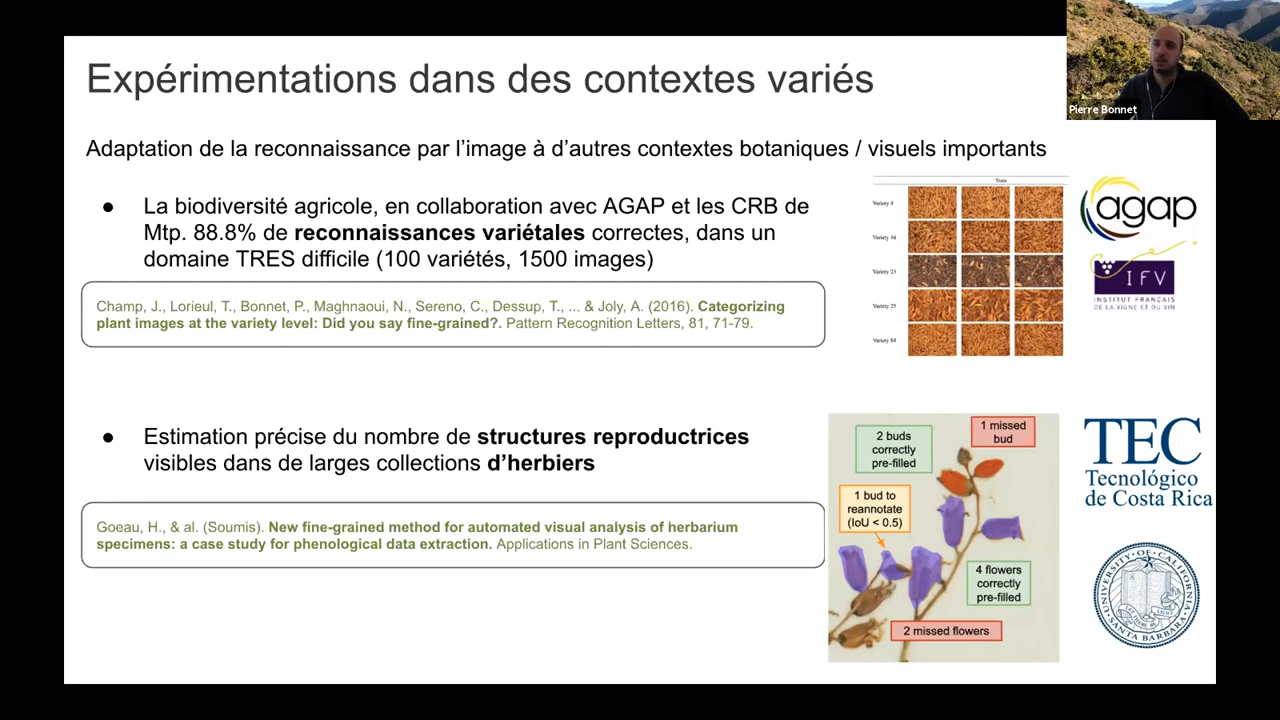 Expérimentations dans des contextes variés
Pierre Bonnet
Adaptation de la reconnaissance par l'image à d'autres contextes botaniques / visuels importants
● La biodiversité agricole, en collaboration avec AGAP et les CRB de
Mtp. 88.8% de reconnaissances variétales correctes, dans un
domaine TRES difficile (100 variétés, 1500 images)
Champ, J., Lorieul, T., Bonnet, P., Maghnaoui, N., Sereno, C., Dessup, T., ... & Joly, A. (2016). Categorizing
plant images at the variety level: Did you say fine-grained?. Pattern Recognition Letters, 81, 71-79.
Train
Variety 4
Variety 16
Variety 23
Variety 25
Variety 84
agap
IFV
INSTITUT FRANÇAIS
DE LA VIGNE ET DU VIN
● Estimation précise du nombre de structures reproductrices
visibles dans de larges collections d'herbiers
Goeau, H., & al. (Soumis). New fine-grained method for automated visual analysis of herbarium
specimens: a case study for phenological data extraction. Applications in Plant Sciences.
1 missed
bud
2 buds
correctly
pre-filled
1 bud to
reannotate
(IoU < 0.5)
4 flowers
correctly
pre-filled
2 missed flowers
TEC
Tecnológico
de Costa Rica
UNIVERSITY OF CALIFORNIA
SANTA BARBARA